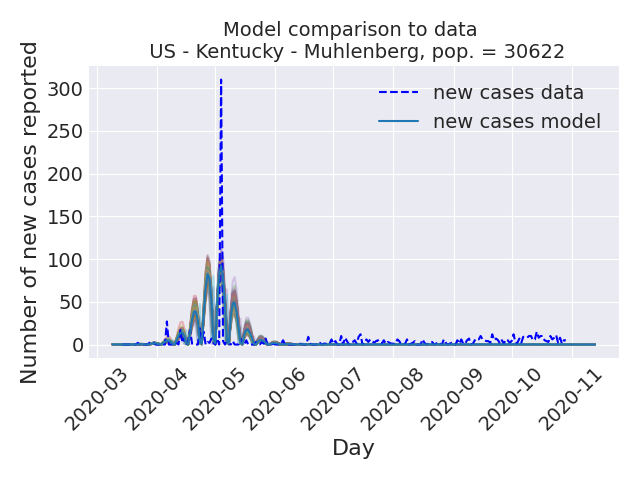 Model comparison to data
US - Kentucky - Muhlenberg, pop. = 30622
Number of new cases reported
300
250
200
150
100
50
0
new cases data
new cases model
2020-03
2020-04
2020-05
2020-06
2020-07
2020-08
2020-09
2020-10
2020-11
Day